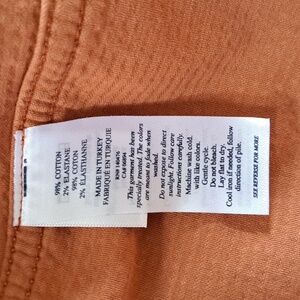 98% COTTON
2% ELASTANE
98% COTON
2% ÉLASTHANNE
MADE IN TURKEY
FABRIQUÉ EN TURQUIE
This garment has been
specially treated. The colors
are meant to fade when
washed.
Do not expose to direct
sunlight. Follow care
instructions carefully.
Machine wash cold.
with like colors.
Gentle cycle.
Do not bleach.
Lay flat to dry.
Cool iron if needed, follow
direction of pile.
SEE REVERSE FOR MORE